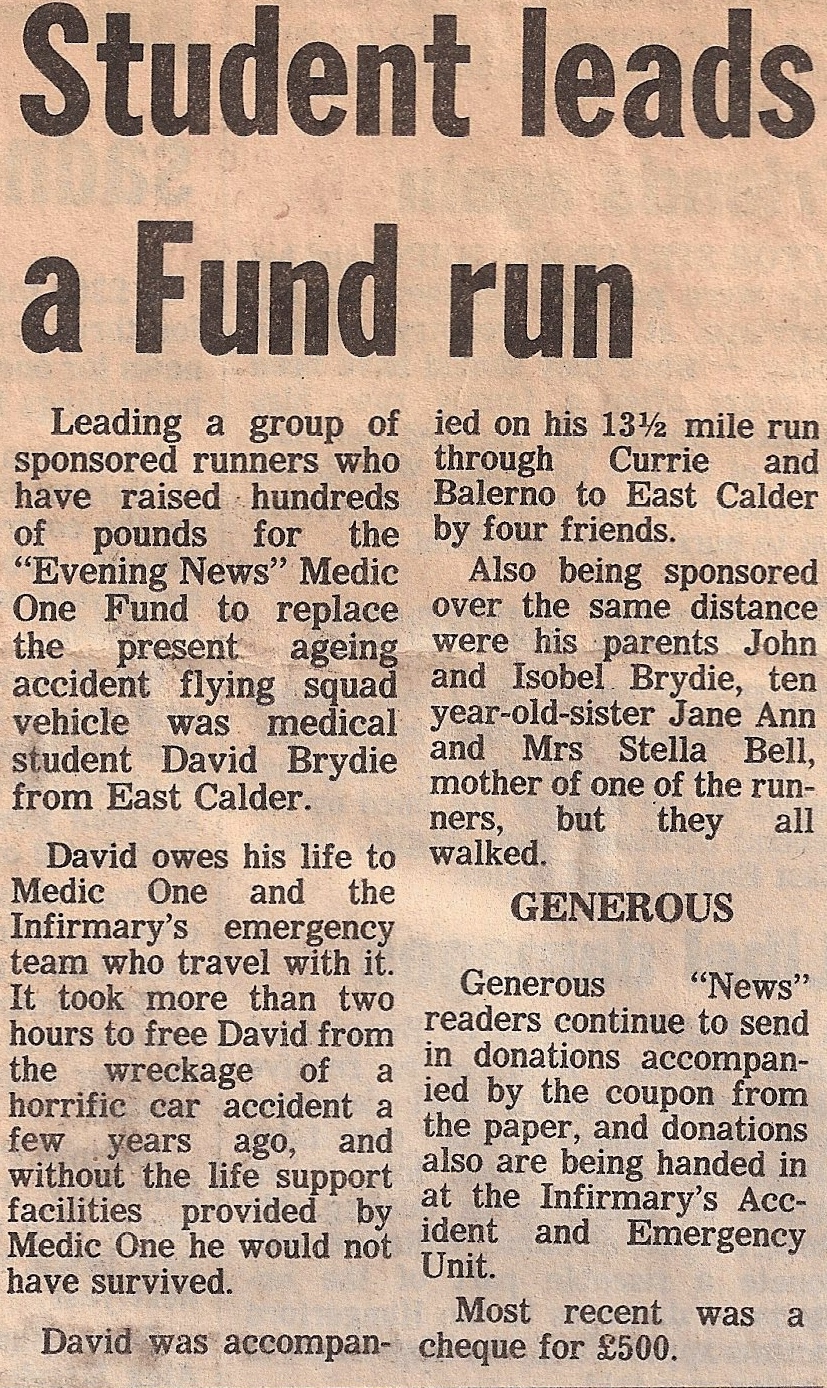 Student leads
a Fund run
Leading a group of
sponsored runners who
have raised hundreds
of pounds for the
“Evening News” Medic
One Fund to replace
the present ageing
accident flying squad
vehicle was medical
student David Brydie
from East Calder.
David owes his life to
Medic One and the
Infirmary’s emergency
team who travel with it.
It took more than two
hours to free David from
the wreckage of a
horrific car accident a
few years ago, and
without the life support
facilities provided by
Medic One he would not
have survived.
David was accompan-
ied on his 13½ mile run
through Currie and
Balerno to East Calder
by four friends.
Also being sponsored
over the same distance
were his parents John
and Isobel Brydie, ten
year-old-sister Jane Ann
and Mrs Stella Bell,
mother of one of the run-
ners, but they all
walked.
GENEROUS
Generous “News”
readers continue to send
in donations accompan-
ied by the coupon from
the paper, and donations
also are being handed in
at the Infirmary’s Acc-
ident and Emergency
Unit.
Most recent was a
cheque for £500.